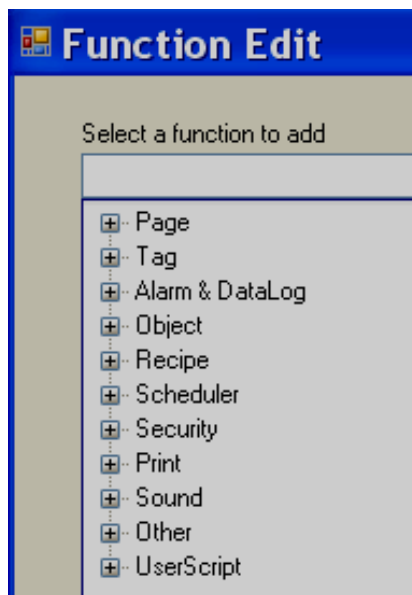 Function Edit
Select a function to add
Page
Tag
Alarm & DataLog
Object
Recipe
Scheduler
Security
Print
Sound
Other
UserScript